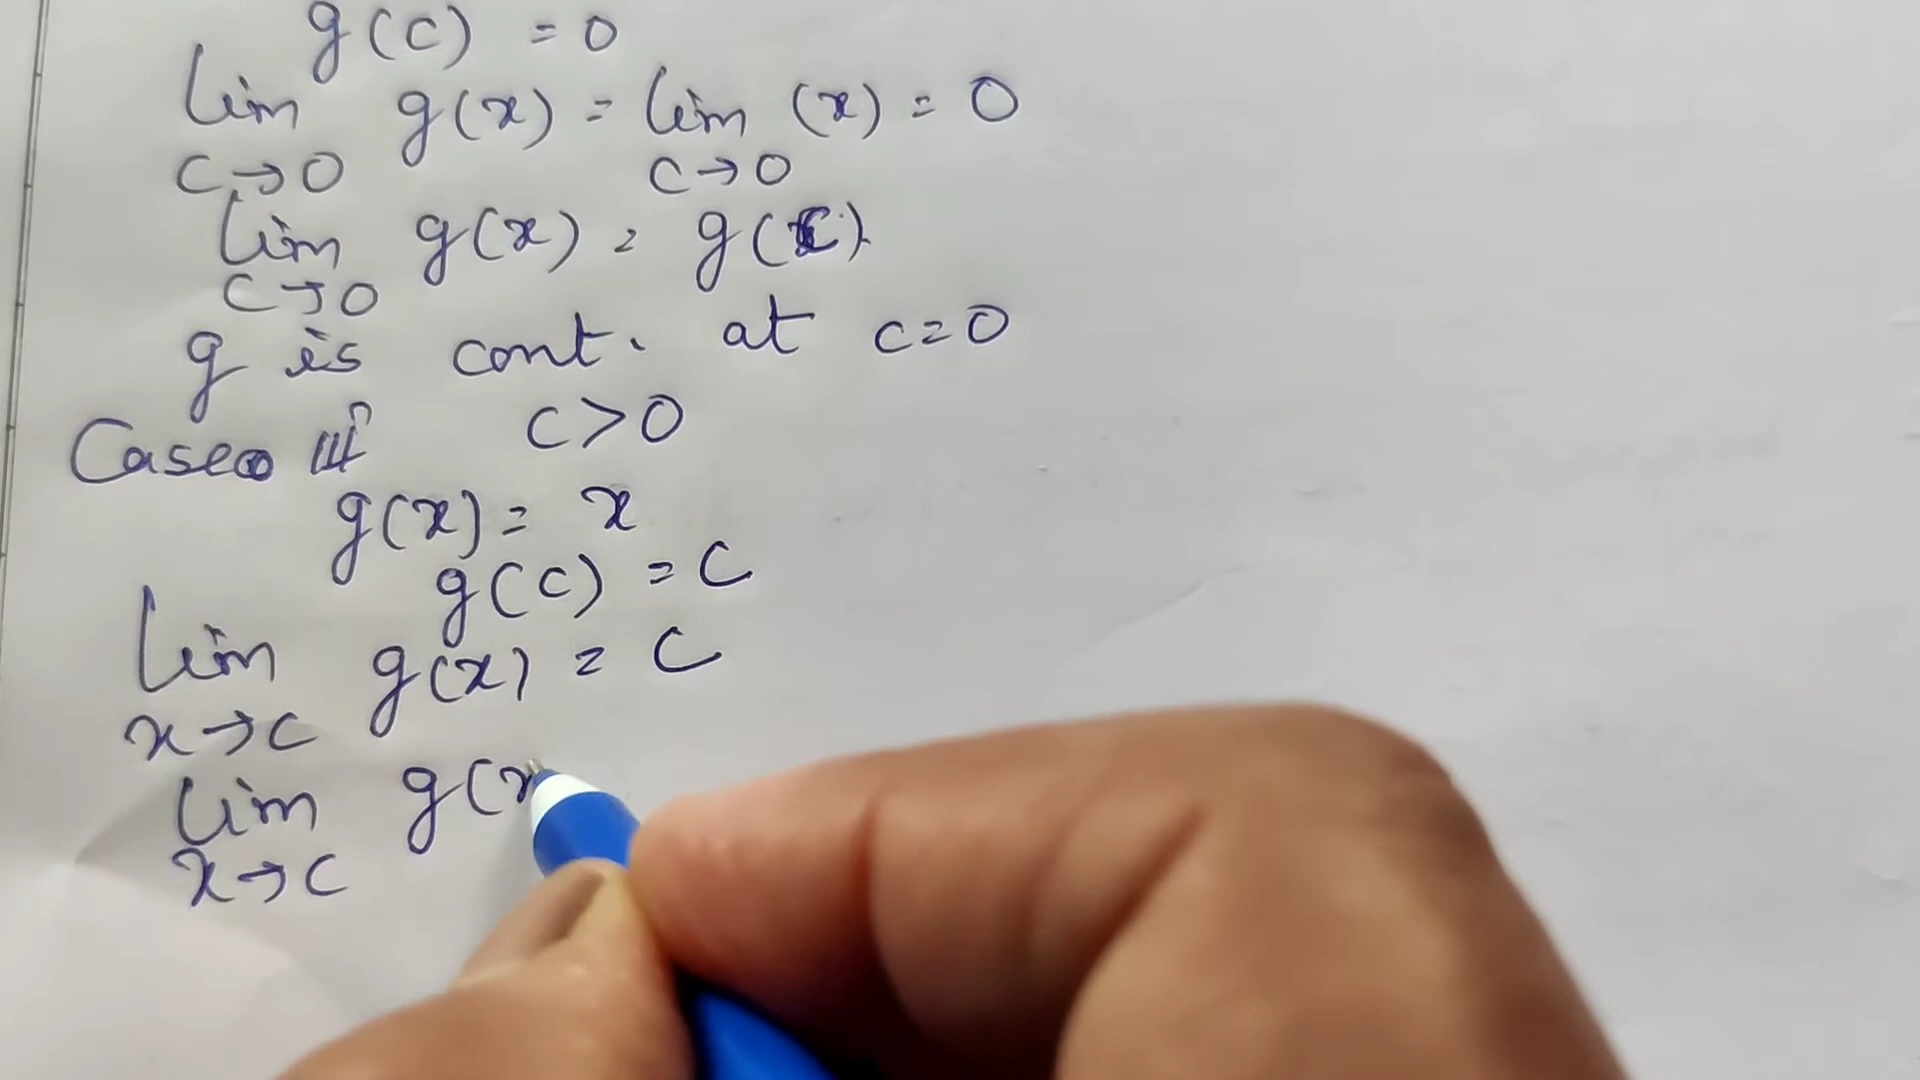 g(c) = 0
lim g(x) = lim (x) = 0
c→0 c→0
lim g(x) = g(c).
c→0
g is cont. at c=0
Case III c>0
g(x) = x
g(c) = c
lim g(x) = c
x→c
lim g(x
x→c